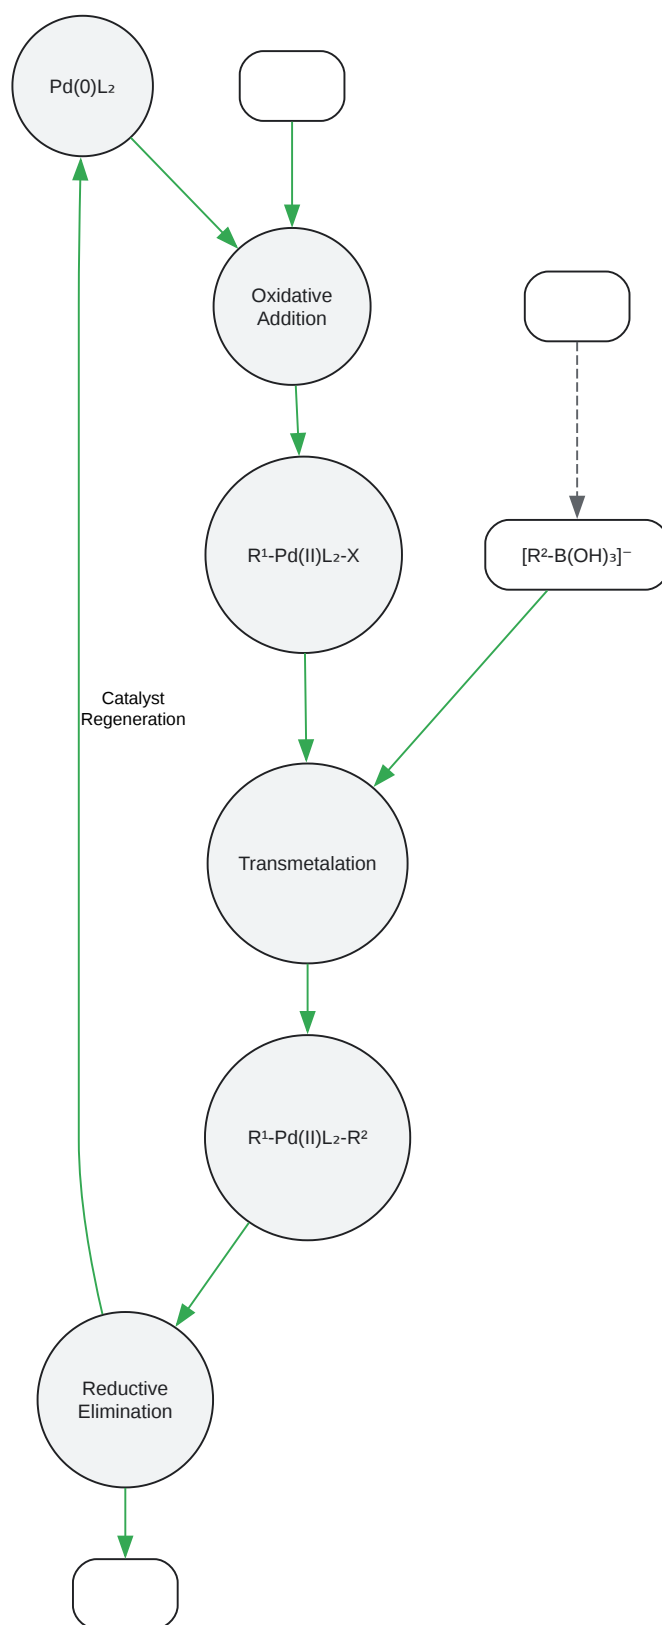 Pd(0)L₂
Oxidative
Addition
R¹-Pd(II)L₂-X
[R²-B(OH)₃]⁻
Catalyst
Regeneration
Transmetalation
R¹-Pd(II)L₂-R²
Reductive
Elimination